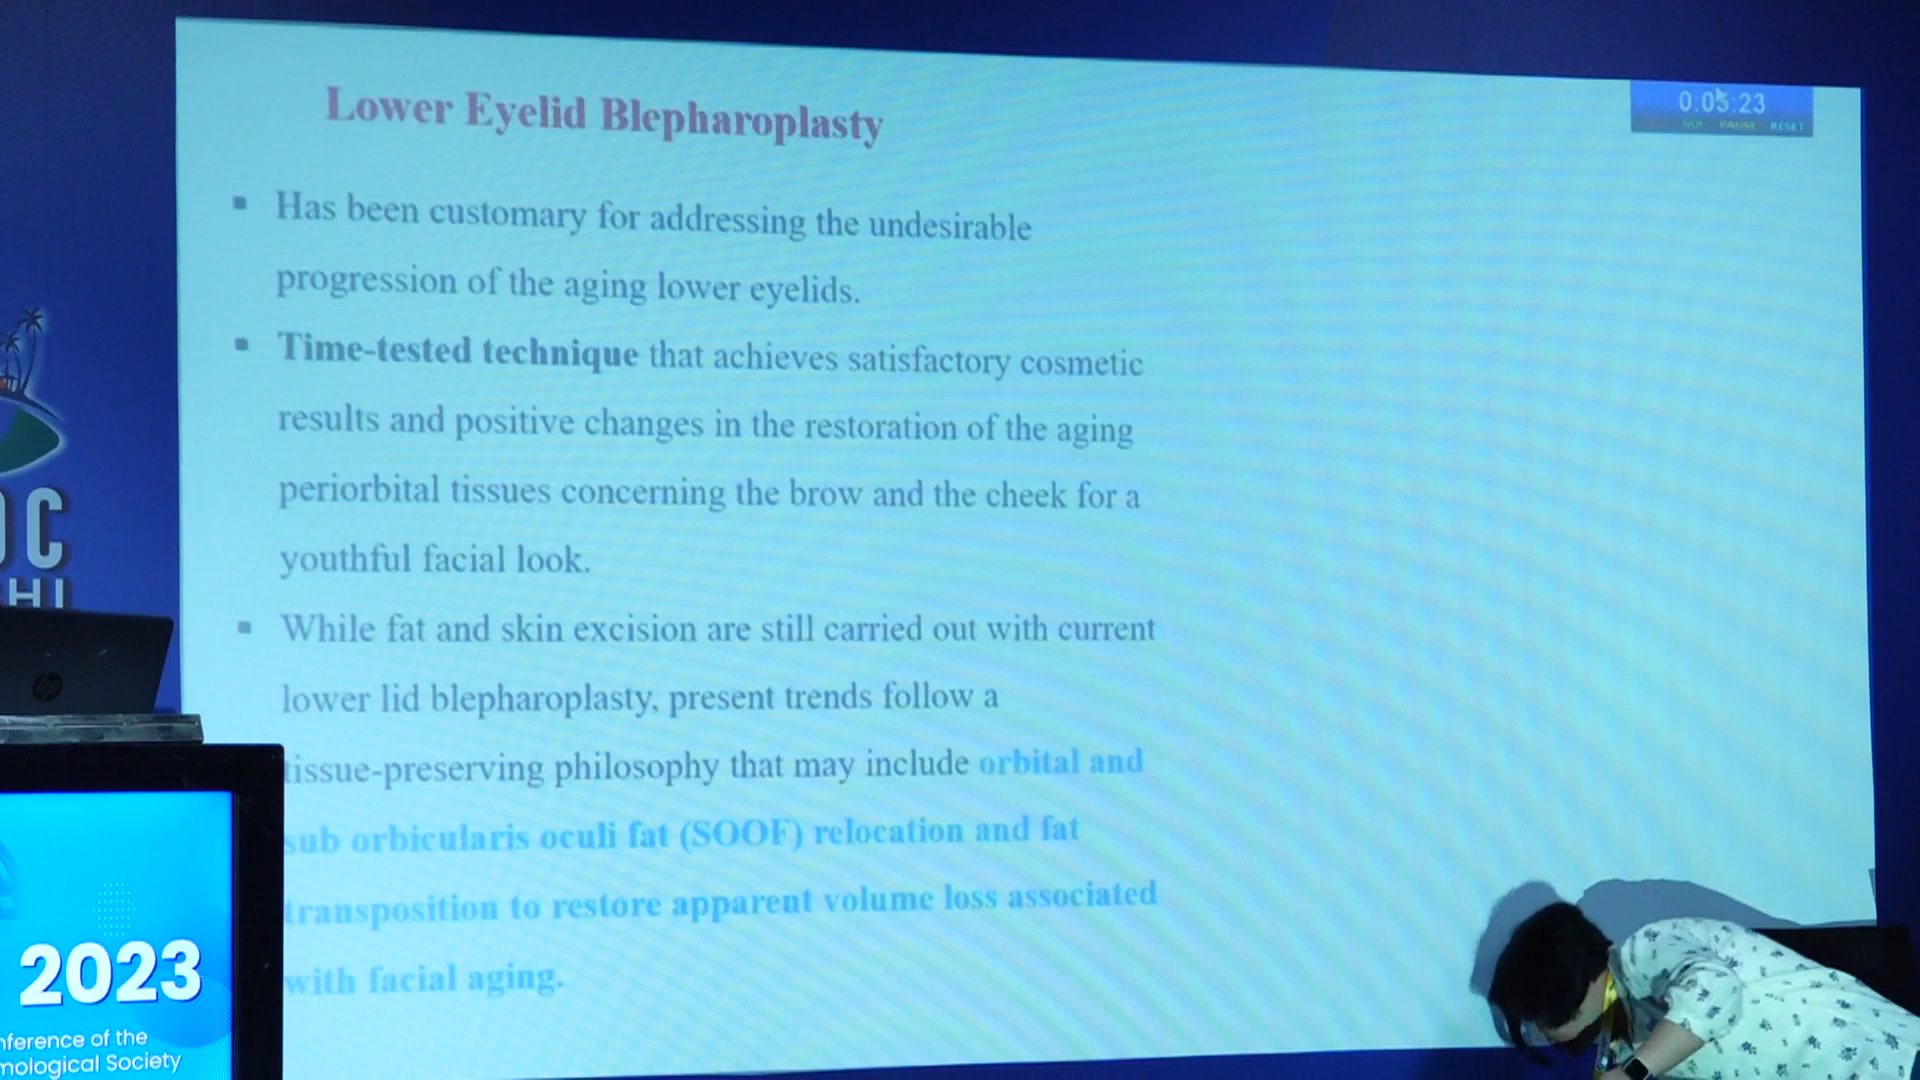 Lower Eyelid Blepharoplasty
0:05:23
PAUSE RESET
Has been customary for addressing the undesirable
progression of the aging lower eyelids.
Time-tested technique that achieves satisfactory cosmetic
results and positive changes in the restoration of the aging
periorbital tissues concerning the brow and the cheek for a
youthful facial look.
While fat and skin excision are still carried out with current
lower lid blepharoplasty, present trends follow a
tissue-preserving philosophy that may include orbital and
sub orbicularis oculi fat (SOOF) relocation and fat
transposition to restore apparent volume loss associated
with facial aging.
OC
HI
hp
2023
nference of the
mological Society